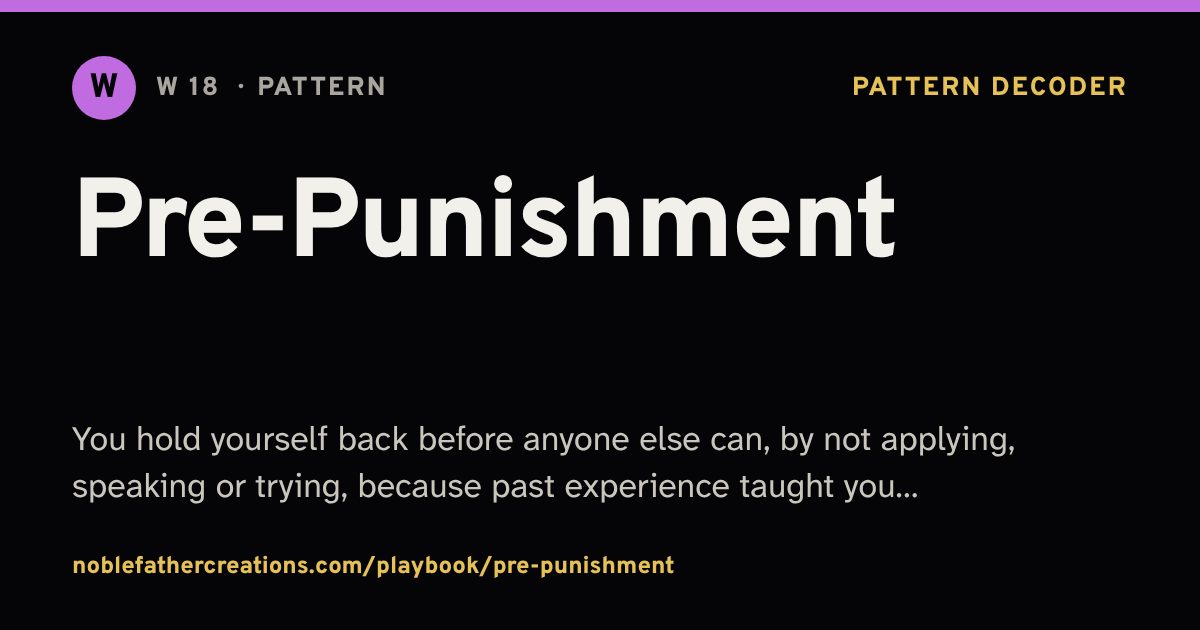 W
W 18 · PATTERN
PATTERN DECODER
Pre-Punishment
You hold yourself back before anyone else can, by not applying,
speaking or trying, because past experience taught you...
noblefathercreations.com/playbook/pre-punishment